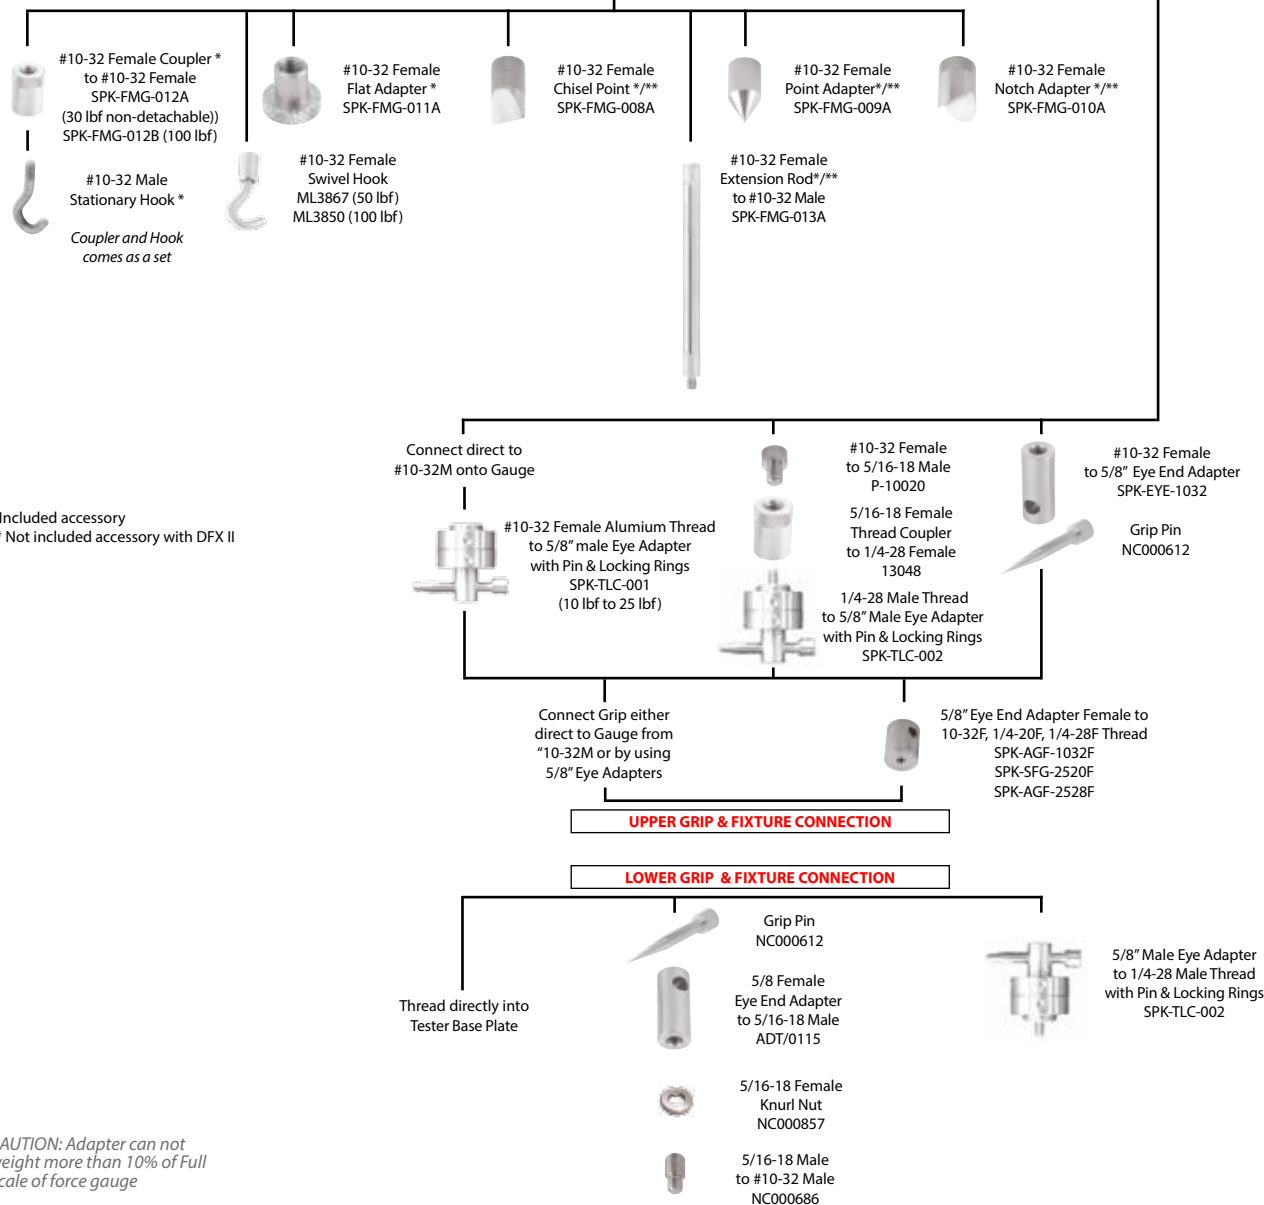 #10-32 Female Coupler *
to #10-32 Female
SPK-FMG-012A
(30 lbf non-detachable))
SPK-FMG-012B (100 lbf)
#10-32 Female
Flat Adapter *
SPK-FMG-011A
#10-32 Female
Chisel Point */**
SPK-FMG-008A
#10-32 Female
Point Adapter*/**
SPK-FMG-009A
#10-32 Female
Notch Adapter */**
SPK-FMG-010A
#10-32 Male
Stationary Hook *
Coupler and Hook
comes as a set
#10-32 Female
Swivel Hook
ML3867 (50 lbf)
ML3850 (100 lbf)
#10-32 Female
Extension Rod*/**
to #10-32 Male
SPK-FMG-013A
Included accessory
* Not included accessory with DFX II
Connect direct to
#10-32M onto Gauge
#10-32 Female Alumium Thread
to 5/8” male Eye Adapter
with Pin & Locking Rings
SPK-TLC-001
(10 lbf to 25 lbf)
#10-32 Female
to 5/16-18 Male
P-10020
5/16-18 Female
Thread Coupler
to 1/4-28 Female
13048
1/4-28 Male Thread
to 5/8” Male Eye Adapter
with Pin & Locking Rings
SPK-TLC-002
#10-32 Female
to 5/8” Eye End Adapter
SPK-EYE-1032
Grip Pin
NC000612
Connect Grip either
direct to Gauge from
“10-32M or by using
5/8” Eye Adapters
5/8” Eye End Adapter Female to
10-32F, 1/4-20F, 1/4-28F Thread
SPK-AGF-1032F
SPK-SFG-2520F
SPK-AGF-2528F
UPPER GRIP & FIXTURE CONNECTION
LOWER GRIP & FIXTURE CONNECTION
Thread directly into
Tester Base Plate
Grip Pin
NC000612
5/8 Female
Eye End Adapter
to 5/16-18 Male
ADT/0115
5/16-18 Female
Knurl Nut
NC000857
5/16-18 Male
to #10-32 Male
NC000686
5/8” Male Eye Adapter
to 1/4-28 Male Thread
with Pin & Locking Rings
SPK-TLC-002
AUTION: Adapter can not
weight more than 10% of Full
cale of force gauge